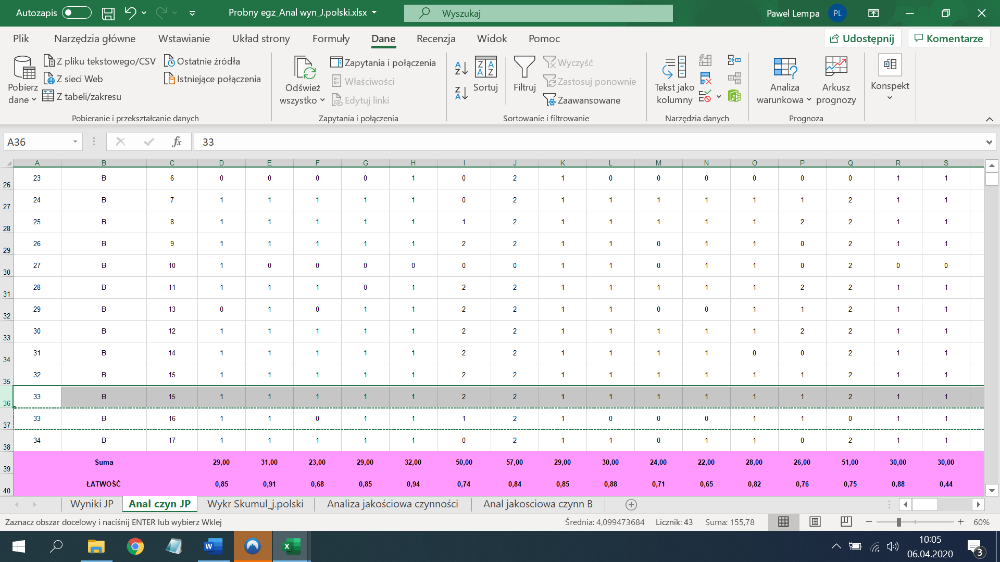 Autozapis Probny egz_Anal wyn_J.polski.xlsx Wyszukaj Pawel Lempa PL
Plik Narzędzia główne Wstawianie Układ strony Formuły Dane Recenzja Widok Pomoc Udostępnij Komentarze
Pobierz dane Z pliku tekstowego/CSV Ostatnie źródła
Z sieci Web Istniejące połączenia
Z tabeli/zakresu
Odśwież wszystko Zapytania i połączenia
Właściwości
Edytuj linki
Sortuj Filtruj Wyczyść
Zastosuj ponownie
Zaawansowane
Tekst jako kolumny
Analiza warunkowa Arkusz prognozy
Konspekt
Pobieranie i przekształcanie danych Zapytania i połączenia Sortowanie i filtrowanie Narzędzia danych Prognoza
A36 fx 33
A B C D E F G H I J K L M N O P Q R S
26 23 B 6 0 0 0 0 1 0 2 1 0 0 0 0 0 0 1 1
27 24 B 7 1 1 1 1 1 0 2 1 1 1 1 1 1 2 1 1
28 25 B 8 1 1 1 1 1 1 2 1 1 1 1 1 2 2 1 1
29 26 B 9 1 1 1 1 1 2 2 1 1 0 1 1 0 2 1 1
30 27 B 10 1 0 0 0 0 0 0 1 1 0 1 1 0 2 0 0
31 28 B 11 1 1 1 0 1 2 2 1 1 1 1 1 2 2 1 1
32 29 B 13 0 1 0 1 1 2 2 1 1 0 0 1 1 2 1 1
33 30 B 12 1 1 1 1 1 2 2 1 1 1 1 1 2 2 1 1
34 31 B 14 1 1 1 1 1 2 2 1 1 1 1 0 0 2 1 1
35 32 B 15 1 1 1 1 1 2 2 1 1 1 1 1 1 2 1 1
36 33 B 15 1 1 1 1 1 2 2 1 1 1 1 1 1 2 1 1
37 33 B 16 1 1 0 1 1 1 2 1 0 0 0 1 1 0 1 1
38 34 B 17 1 1 1 1 1 0 2 1 1 0 1 1 0 2 1 1
39 Suma 29,00 31,00 23,00 29,00 32,00 50,00 57,00 29,00 30,00 24,00 22,00 28,00 26,00 51,00 30,00 30,00
40 ŁATWOŚĆ 0,85 0,91 0,68 0,85 0,94 0,74 0,84 0,85 0,88 0,71 0,65 0,82 0,76 0,75 0,88 0,44
Wyniki JP Anal czyn JP Wykr Skumul_j.polski Analiza jakościowa czynności Anal jakosciowa czynn B
Zaznacz obszar docelowy i naciśnij ENTER lub wybierz Wklej Średnia: 4,099473684 Licznik: 43 Suma: 155,78 60%
10:05
06.04.2020
3